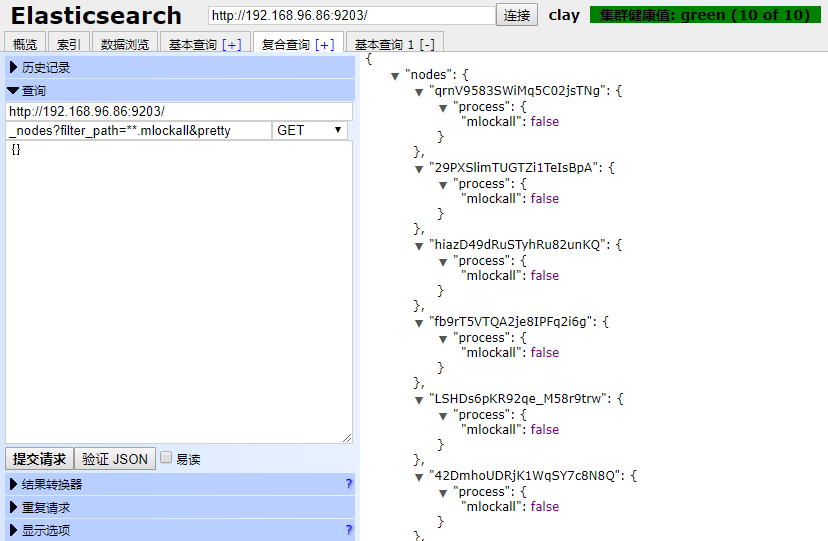 Elasticsearch http://192.168.96.86:9203/ 连接 clay 集群健康值: green (10 of 10)
概览 索引 数据浏览 基本查询 [+] 复合查询 [+] 基本查询 1 [-]
历史记录
查询
http://192.168.96.86:9203/
_nodes?filter_path=**.mlockall&pretty GET
{}
提交请求 验证 JSON 易读
结果转换器 ?
重复请求
显示选项 ?
{
"nodes": {
"qrnV9583SWiMq5C02jsTNg": {
"process": {
"mlockall": false
}
},
"29PXSlimTUGTZi1TeIsBpA": {
"process": {
"mlockall": false
}
},
"hiazD49dRuSTyhRu82unKQ": {
"process": {
"mlockall": false
}
},
"fb9rT5VTQA2je8IPFq2i6g": {
"process": {
"mlockall": false
}
},
"LSHDs6pKR92qe_M58r9trw": {
"process": {
"mlockall": false
}
},
"42DmhoUDRjK1WqSY7c8N8Q": {
"process": {
"mlockall": false
}
},